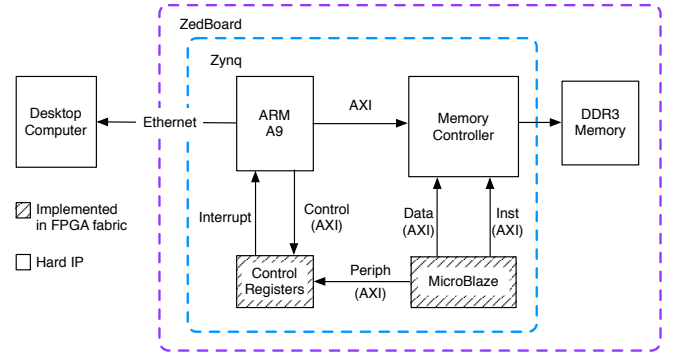 ZedBoard
Zynq
Desktop
Computer
Ethernet
ARM
A9
AXI
Memory
Controller
DDR3
Memory
Implemented
in FPGA fabric
Hard IP
Interrupt
Control
(AXI)
Data
(AXI)
Inst
(AXI)
Control
Registers
Periph
(AXI)
MicroBlaze